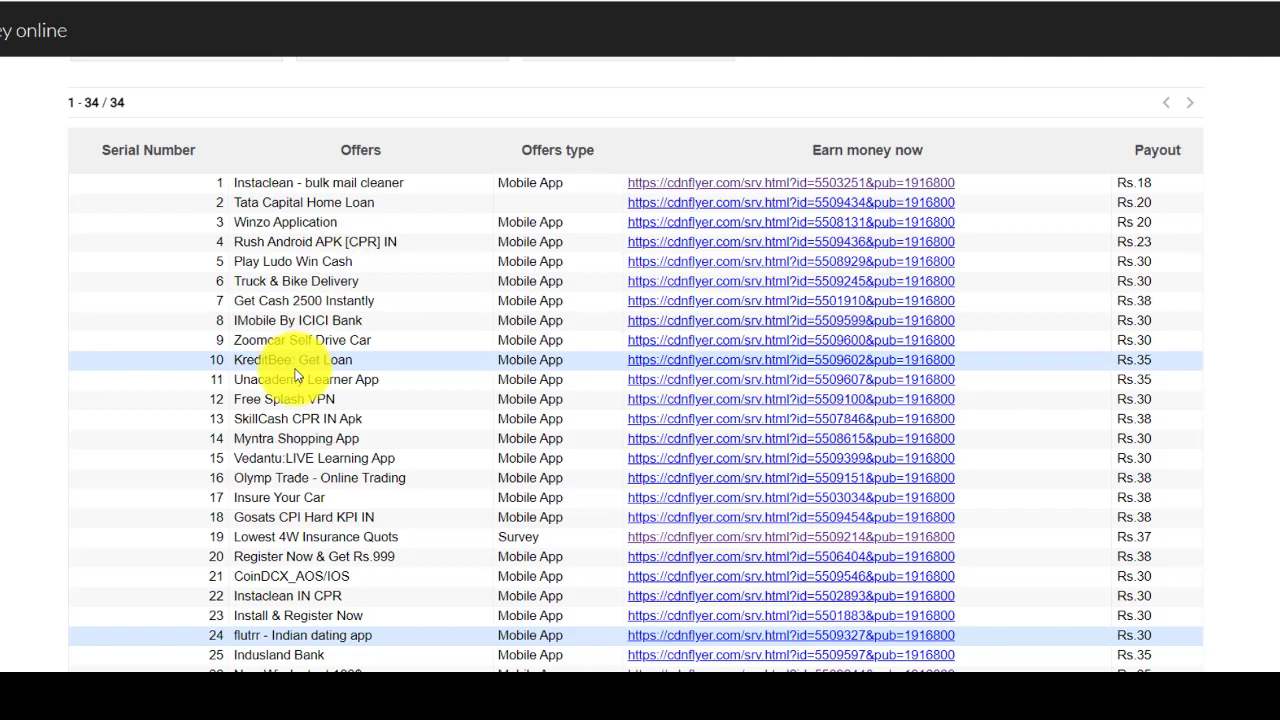 ey online
1 - 34 / 34
Serial Number Offers Offers type Earn money now Payout
1 Instaclean - bulk mail cleaner Mobile App https://cdnflyer.com/srv.html?id=5503251&pub=1916800 Rs.18
2 Tata Capital Home Loan https://cdnflyer.com/srv.html?id=5509434&pub=1916800 Rs.20
3 Winzo Application Mobile App https://cdnflyer.com/srv.html?id=5508131&pub=1916800 Rs 20
4 Rush Android APK [CPR] IN Mobile App https://cdnflyer.com/srv.html?id=5509436&pub=1916800 Rs.23
5 Play Ludo Win Cash Mobile App https://cdnflyer.com/srv.html?id=5508929&pub=1916800 Rs.30
6 Truck & Bike Delivery Mobile App https://cdnflyer.com/srv.html?id=5509245&pub=1916800 Rs.30
7 Get Cash 2500 Instantly Mobile App https://cdnflyer.com/srv.html?id=5501910&pub=1916800 Rs.38
8 IMobile By ICICI Bank Mobile App https://cdnflyer.com/srv.html?id=5509599&pub=1916800 Rs.30
9 Zoomcar Self Drive Car Mobile App https://cdnflyer.com/srv.html?id=5509600&pub=1916800 Rs.30
10 KreditBee: Get Loan Mobile App https://cdnflyer.com/srv.html?id=5509602&pub=1916800 Rs.35
11 Unacademy Learner App Mobile App https://cdnflyer.com/srv.html?id=5509607&pub=1916800 Rs.35
12 Free Splash VPN Mobile App https://cdnflyer.com/srv.html?id=5509100&pub=1916800 Rs.30
13 SkillCash CPR IN Apk Mobile App https://cdnflyer.com/srv.html?id=5507846&pub=1916800 Rs.38
14 Myntra Shopping App Mobile App https://cdnflyer.com/srv.html?id=5508615&pub=1916800 Rs.30
15 Vedantu:LIVE Learning App Mobile App https://cdnflyer.com/srv.html?id=5509399&pub=1916800 Rs.30
16 Olymp Trade - Online Trading Mobile App https://cdnflyer.com/srv.html?id=5509151&pub=1916800 Rs.38
17 Insure Your Car Mobile App https://cdnflyer.com/srv.html?id=5503034&pub=1916800 Rs.38
18 Gosats CPI Hard KPI IN Mobile App https://cdnflyer.com/srv.html?id=5509454&pub=1916800 Rs.38
19 Lowest 4W Insurance Quots Survey https://cdnflyer.com/srv.html?id=5509214&pub=1916800 Rs.37
20 Register Now & Get Rs.999 Mobile App https://cdnflyer.com/srv.html?id=5506404&pub=1916800 Rs.38
21 CoinDCX_AOS/IOS Mobile App https://cdnflyer.com/srv.html?id=5509546&pub=1916800 Rs.30
22 Instaclean IN CPR Mobile App https://cdnflyer.com/srv.html?id=5502893&pub=1916800 Rs.30
23 Install & Register Now Mobile App https://cdnflyer.com/srv.html?id=5501883&pub=1916800 Rs.30
24 flutrr - Indian dating app Mobile App https://cdnflyer.com/srv.html?id=5509327&pub=1916800 Rs.30
25 Indusland Bank Mobile App https://cdnflyer.com/srv.html?id=5509597&pub=1916800 Rs.35